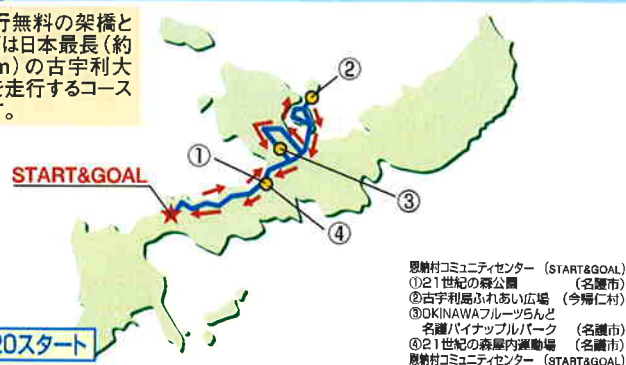 行無料の架橋と
は日本最長（約
m）の古宇利大
を走行するコース
。
②
①
START&GOAL
③
④
恩納村コミュニティセンター （START&GOAL）
①21世紀の森公園 （名護市）
②古宇利島ふれあい広場 （今帰仁村）
③OKINAWAフルーツらんど
名護パイナップルパーク （名護市）
④21世紀の森屋内運動場 （名護市）
恩納村コミュニティセンター （START&GOAL）
20スタート